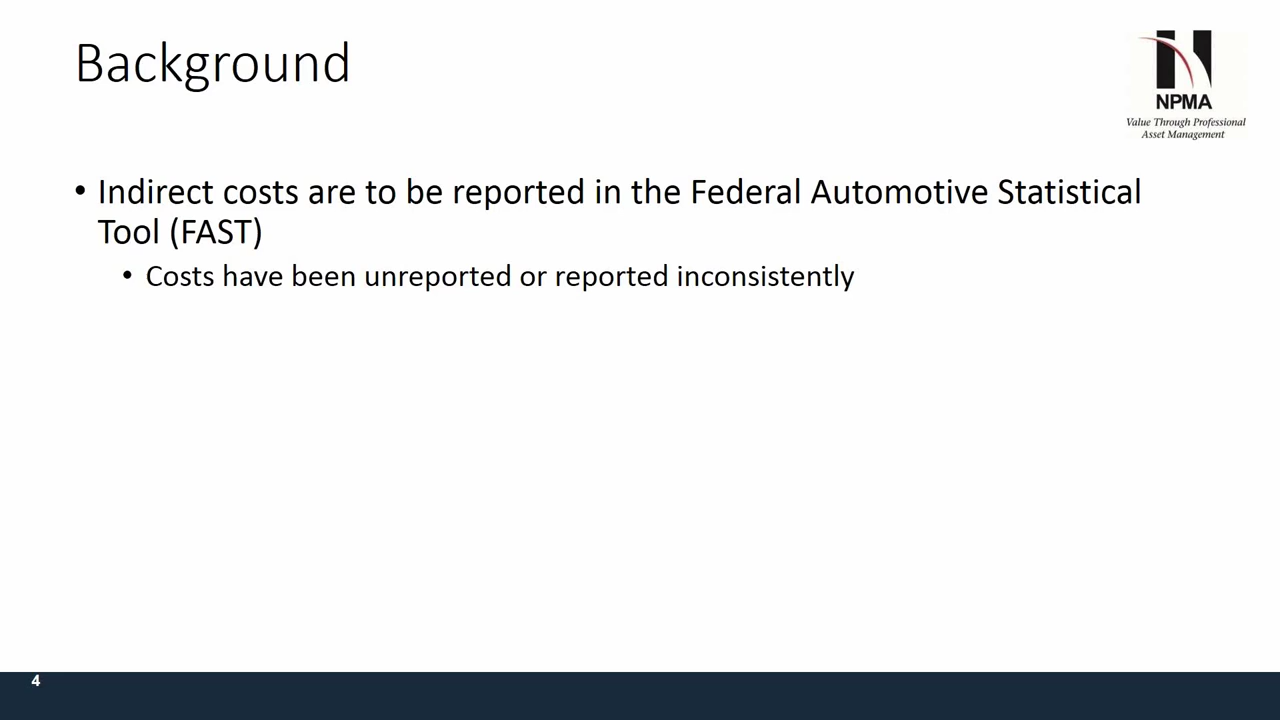 Background
NPMA
Value Through Professional
Asset Management
• Indirect costs are to be reported in the Federal Automotive Statistical
Tool (FAST)
• Costs have been unreported or reported inconsistently
4